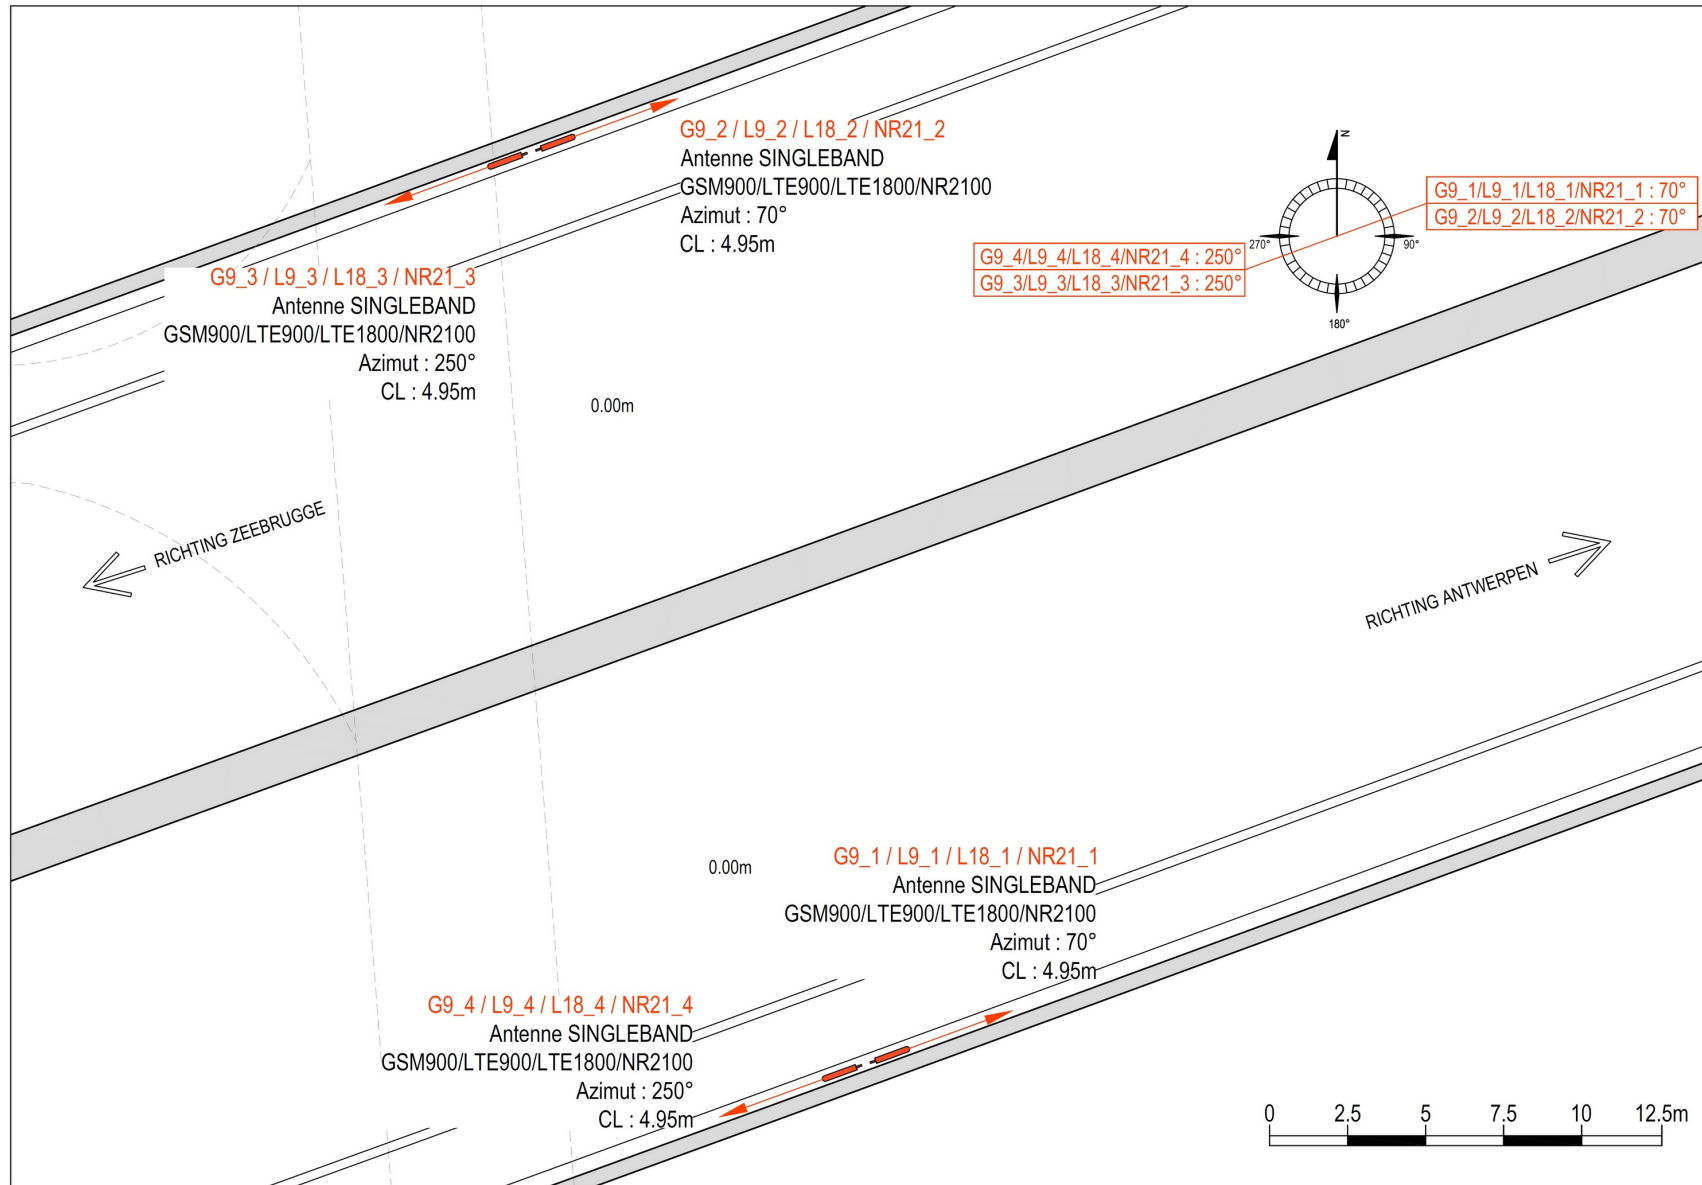 G9_2 / L9_2 / L18_2 / NR21_2
Antenne SINGLEBAND
GSM900/LTE900/LTE1800/NR2100
Azimut : 70°
CL : 4.95m
N
90°
180°
270°
G9_1/L9_1/L18_1/NR21_1 : 70°
G9_2/L9_2/L18_2/NR21_2 : 70°
G9_4/L9_4/L18_4/NR21_4 : 250°
G9_3/L9_3/L18_3/NR21_3 : 250°
G9_3 / L9_3 / L18_3 / NR21_3
Antenne SINGLEBAND
GSM900/LTE900/LTE1800/NR2100
Azimut : 250°
CL : 4.95m
0.00m
RICHTING ZEEBRUGGE
RICHTING ANTWERPEN
0.00m
G9_1 / L9_1 / L18_1 / NR21_1
Antenne SINGLEBAND
GSM900/LTE900/LTE1800/NR2100
Azimut : 70°
CL : 4.95m
G9_4 / L9_4 / L18_4 / NR21_4
Antenne SINGLEBAND
GSM900/LTE900/LTE1800/NR2100
Azimut : 250°
CL : 4.95m
0 2.5 5 7.5 10 12.5m